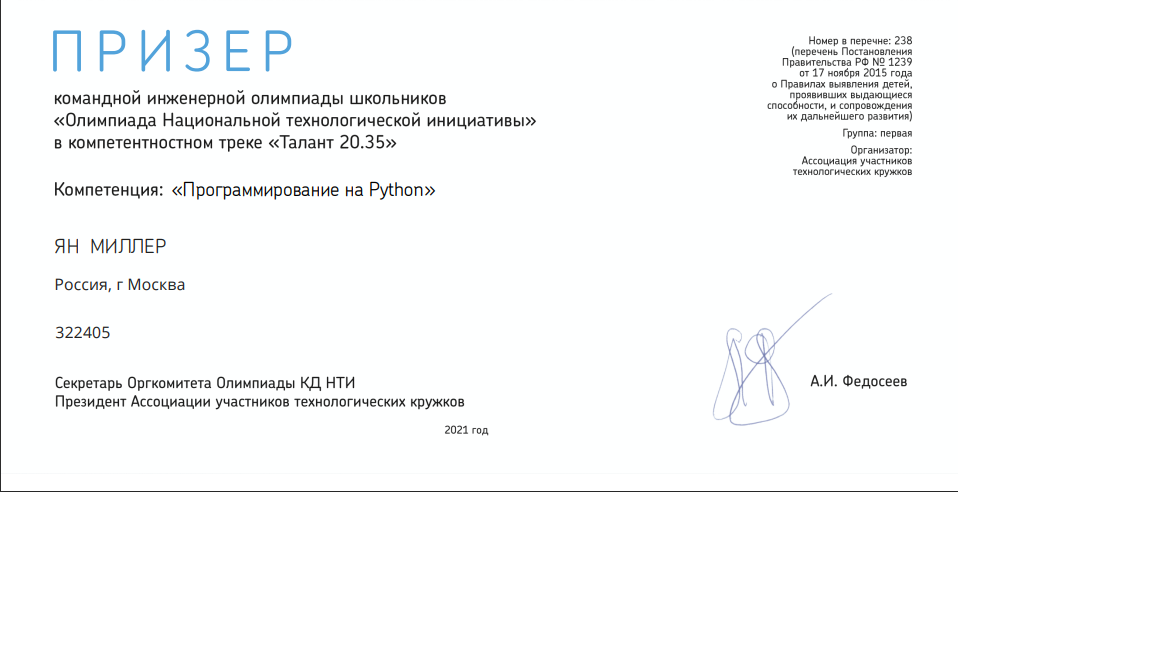 ПРИЗЕР
командной инженерной олимпиады школьников
«Олимпиада Национальной технологической инициативы»
в компетентностном треке «Талант 20.35»
Компетенция: «Программирование на Python»
ЯН МИЛЛЕР
Россия, г Москва
322405
Секретарь Оргкомитета Олимпиады КД НТИ
Президент Ассоциации участников технологических кружков
2021 год
Номер в перечне: 238
(перечень Постановления
Правительства РФ № 1239
от 17 ноября 2015 года
о Правилах выявления детей,
проявивших выдающиеся
способности, и сопровождения
их дальнейшего развития)
Группа: первая
Организатор:
Ассоциация участников
технологических кружков
А.И. Федосеев